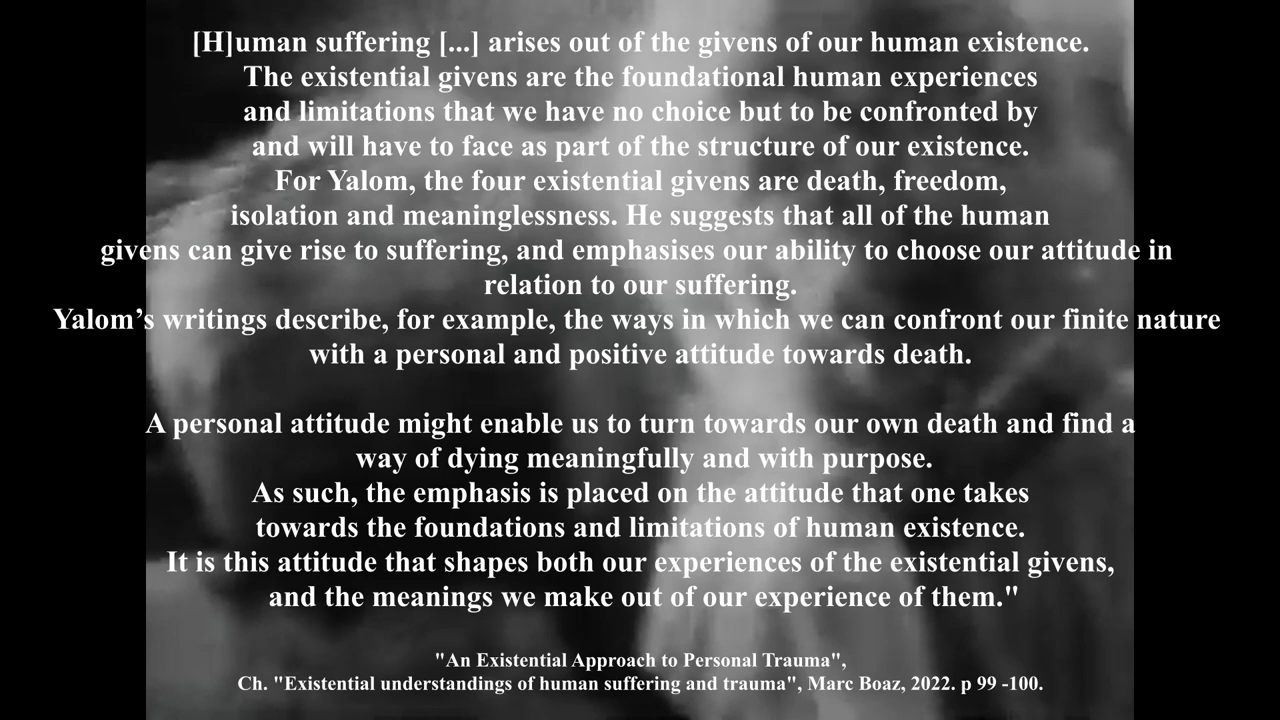 [H]uman suffering [...] arises out of the givens of our human existence.
The existential givens are the foundational human experiences
and limitations that we have no choice but to be confronted by
and will have to face as part of the structure of our existence.
For Yalom, the four existential givens are death, freedom,
isolation and meaninglessness. He suggests that all of the human
givens can give rise to suffering, and emphasises our ability to choose our attitude in
relation to our suffering.
Yalom’s writings describe, for example, the ways in which we can confront our finite nature
with a personal and positive attitude towards death.
A personal attitude might enable us to turn towards our own death and find a
way of dying meaningfully and with purpose.
As such, the emphasis is placed on the attitude that one takes
towards the foundations and limitations of human existence.
It is this attitude that shapes both our experiences of the existential givens,
and the meanings we make out of our experience of them."
"An Existential Approach to Personal Trauma",
Ch. "Existential understandings of human suffering and trauma", Marc Boaz, 2022. p 99 -100.